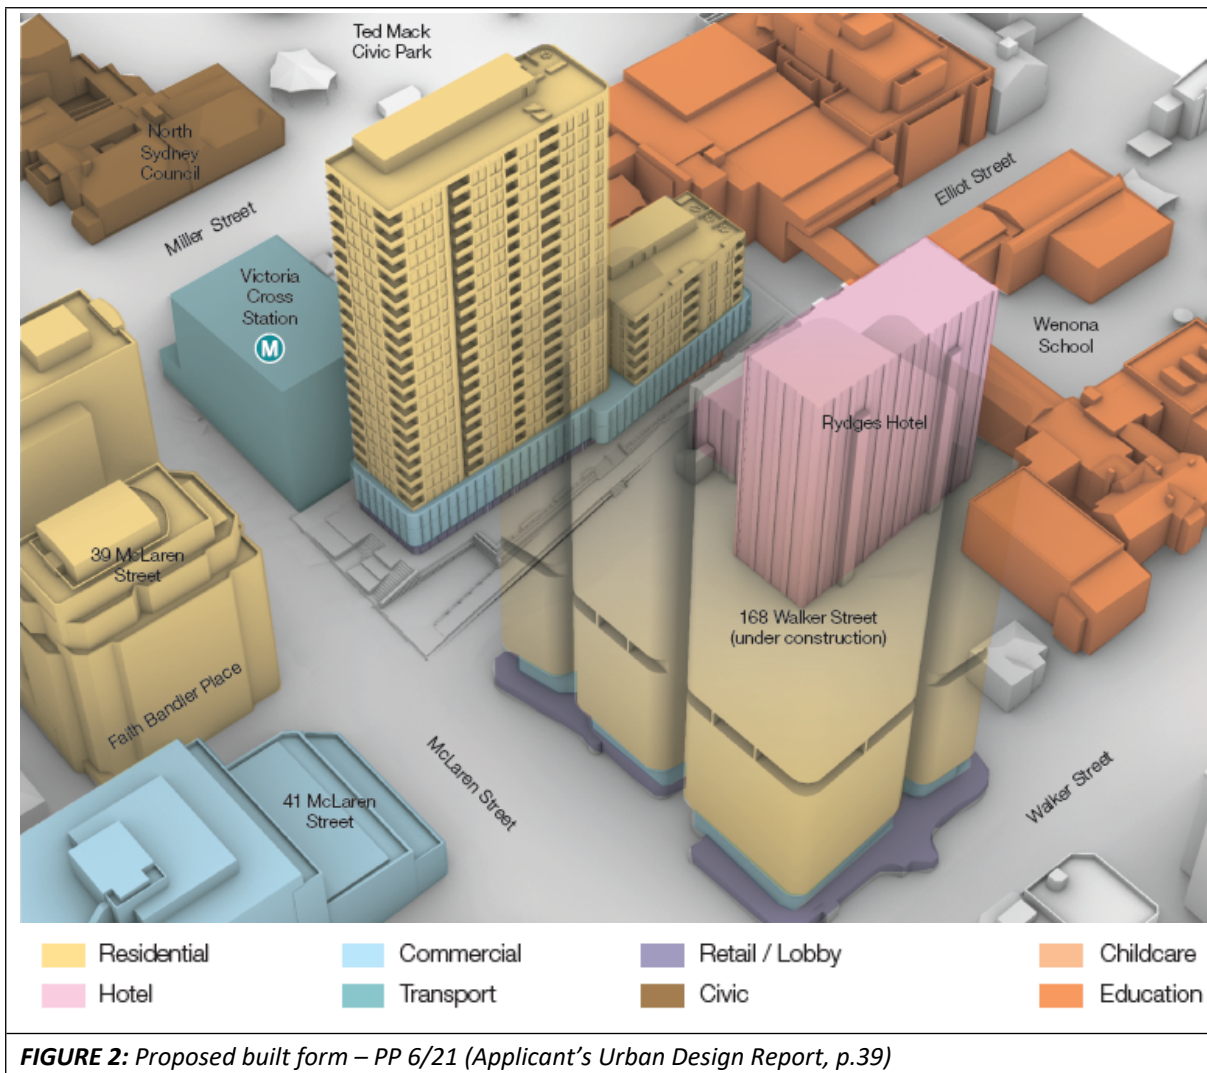 Ted Mack
Civic Park
North
Sydney
Council
Miller Street
Elliot Street
Victoria
Cross
Station
M
Wenona
School
Rydges Hotel
39 McLaren
Street
168 Walker Street
(under construction)
Faith Bandler Place
McLaren Street
Walker Street
41 McLaren
Street
Residential
Commercial
Retail / Lobby
Childcare
Hotel
Transport
Civic
Education
FIGURE 2: Proposed built form – PP 6/21 (Applicant’s Urban Design Report, p.39)